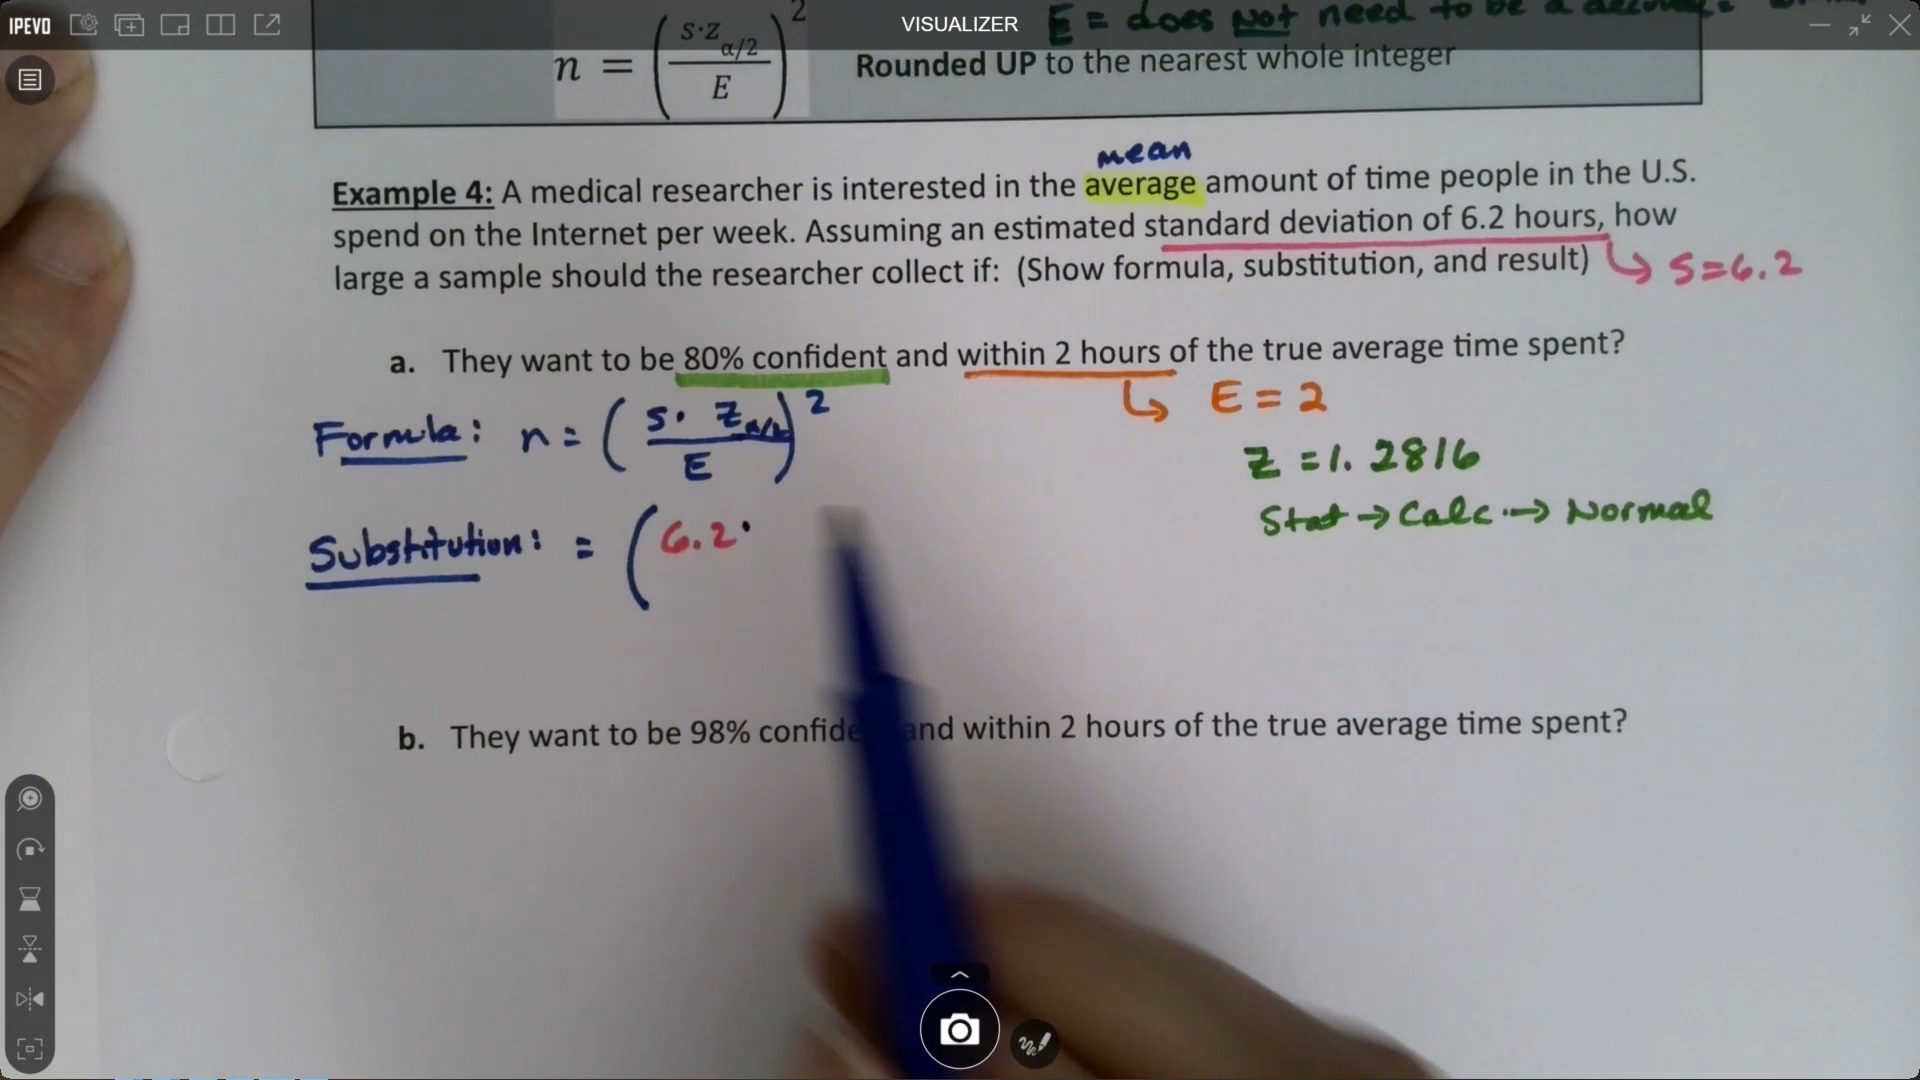 IPEVO
VISUALIZER
E = does Not need to be a
n = (s·z α/2 / E)²
Rounded UP to the nearest whole integer
mean
Example 4: A medical researcher is interested in the average amount of time people in the U.S.
spend on the Internet per week. Assuming an estimated standard deviation of 6.2 hours, how
large a sample should the researcher collect if: (Show formula, substitution, and result)
S=6.2
a. They want to be 80% confident and within 2 hours of the true average time spent?
E = 2
Formula: n = (s· Zα/2 / E)²
Z = 1.2816
Stat → Calc → Normal
Substitution: = (6.2·
b. They want to be 98% and within 2 hours of the true average time spent?